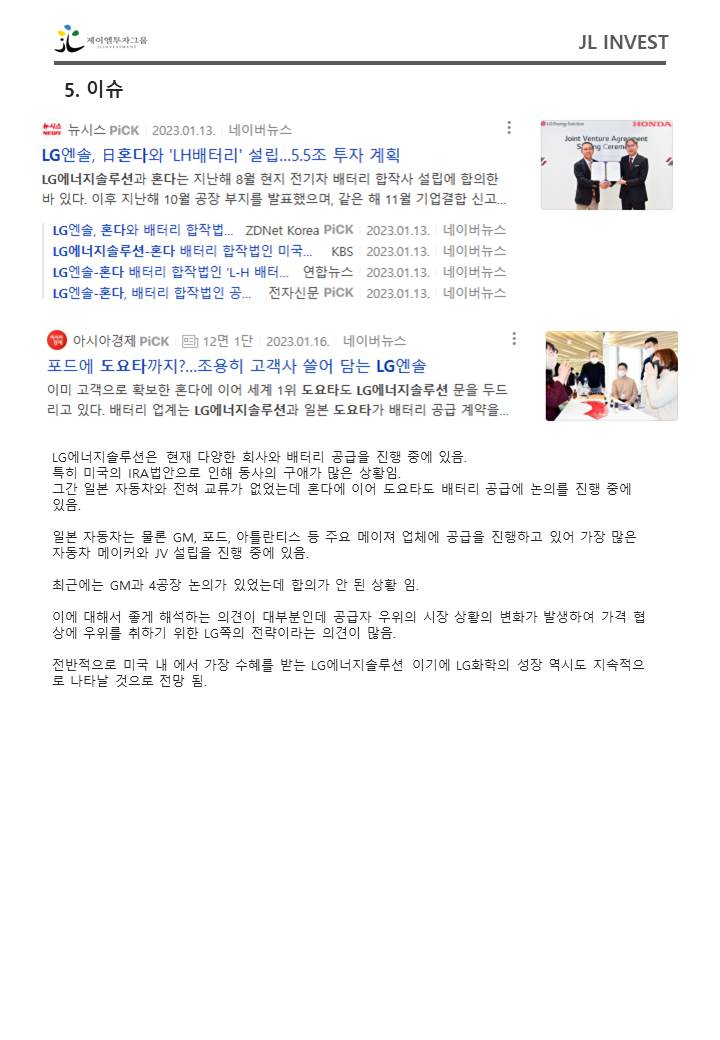 제이엘투자그룹
JLINVESTMENT
JL INVEST
5. 이슈
뉴시스 NEWSIS 뉴시스 PiCK 2023.01.13. 네이버뉴스
LG엔솔, 日혼다와 'LH배터리' 설립...5.5조 투자 계획
LG에너지솔루션과 혼다는 지난해 8월 현지 전기차 배터리 합작사 설립에 합의한
바 있다. 이후 지난해 10월 공장 부지를 발표했으며, 같은 해 11월 기업결합 신고...
LG Energy Solution HONDA
Joint Venture Agreement
Signing Ceremony
LG엔솔, 혼다와 배터리 합작법... ZDNet Korea PiCK 2023.01.13. 네이버뉴스
LG에너지솔루션-혼다 배터리 합작법인 미국... KBS 2023.01.13. 네이버뉴스
LG엔솔-혼다 배터리 합작법인 'L-H 배터... 연합뉴스 2023.01.13. 네이버뉴스
LG엔솔-혼다, 배터리 합작법인 공... 전자신문 PiCK 2023.01.13. 네이버뉴스
아시아경제 PiCK 12면 1단 2023.01.16. 네이버뉴스
포드에 도요타까지?...조용히 고객사 쓸어 담는 LG엔솔
이미 고객으로 확보한 혼다에 이어 세계 1위 도요타도 LG에너지솔루션 문을 두드
리고 있다. 배터리 업계는 LG에너지솔루션과 일본 도요타가 배터리 공급 계약을...
LG에너지솔루션은 현재 다양한 회사와 배터리 공급을 진행 중에 있음.
특히 미국의 IRA법안으로 인해 동사의 구애가 많은 상황임.
그간 일본 자동차와 전혀 교류가 없었는데 혼다에 이어 도요타도 배터리 공급에 논의를 진행 중에
있음.
일본 자동차는 물론 GM, 포드, 아틀란티스 등 주요 메이져 업체에 공급을 진행하고 있어 가장 많은
자동차 메이커와 JV 설립을 진행 중에 있음.
최근에는 GM과 4공장 논의가 있었는데 합의가 안 된 상황 임.
이에 대해서 좋게 해석하는 의견이 대부분인데 공급자 우위의 시장 상황의 변화가 발생하여 가격 협
상에 우위를 취하기 위한 LG쪽의 전략이라는 의견이 많음.
전반적으로 미국 내 에서 가장 수혜를 받는 LG에너지솔루션 이기에 LG화학의 성장 역시도 지속적으
로 나타날 것으로 전망 됨.